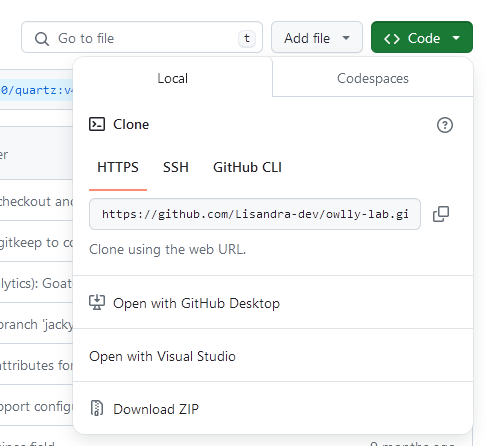 Go to file
t
Add file
<> Code
Local
Codespaces
0/quartz:v4
Clone
er
HTTPS
SSH
GitHub CLI
checkout and
https://github.com/Lisandra-dev/owlly-lab.gi
gitkeep to co
Clone using the web URL.
lytics): Goat
Open with GitHub Desktop
branch 'jacky
Open with Visual Studio
attributes for
pport configu
Download ZIP